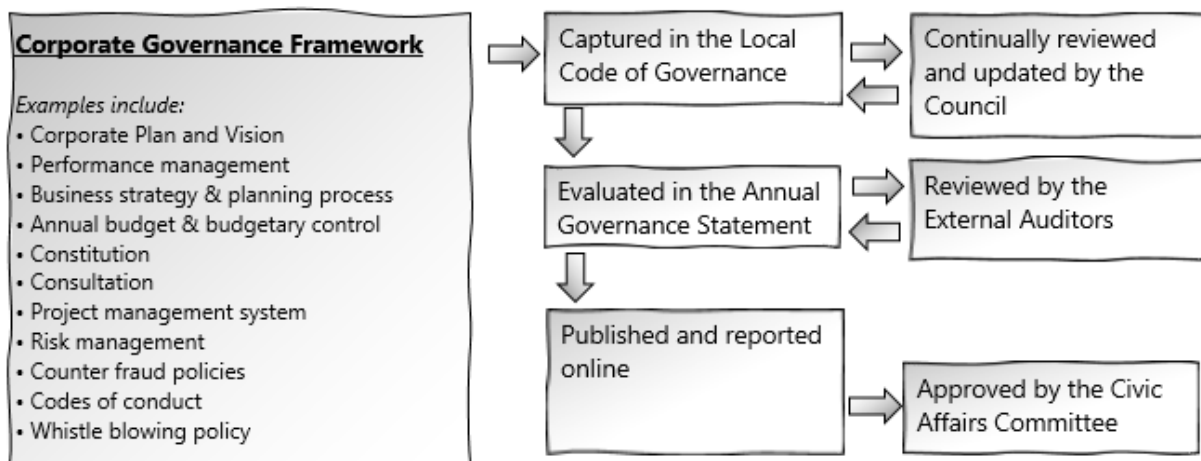 Corporate Governance Framework
Examples include:
• Corporate Plan and Vision
• Performance management
• Business strategy & planning process
• Annual budget & budgetary control
• Constitution
• Consultation
• Project management system
• Risk management
• Counter fraud policies
• Codes of conduct
• Whistle blowing policy
Captured in the Local
Code of Governance
Continually reviewed
and updated by the
Council
Evaluated in the Annual
Governance Statement
Reviewed by the
External Auditors
Published and reported
online
Approved by the Civic
Affairs Committee